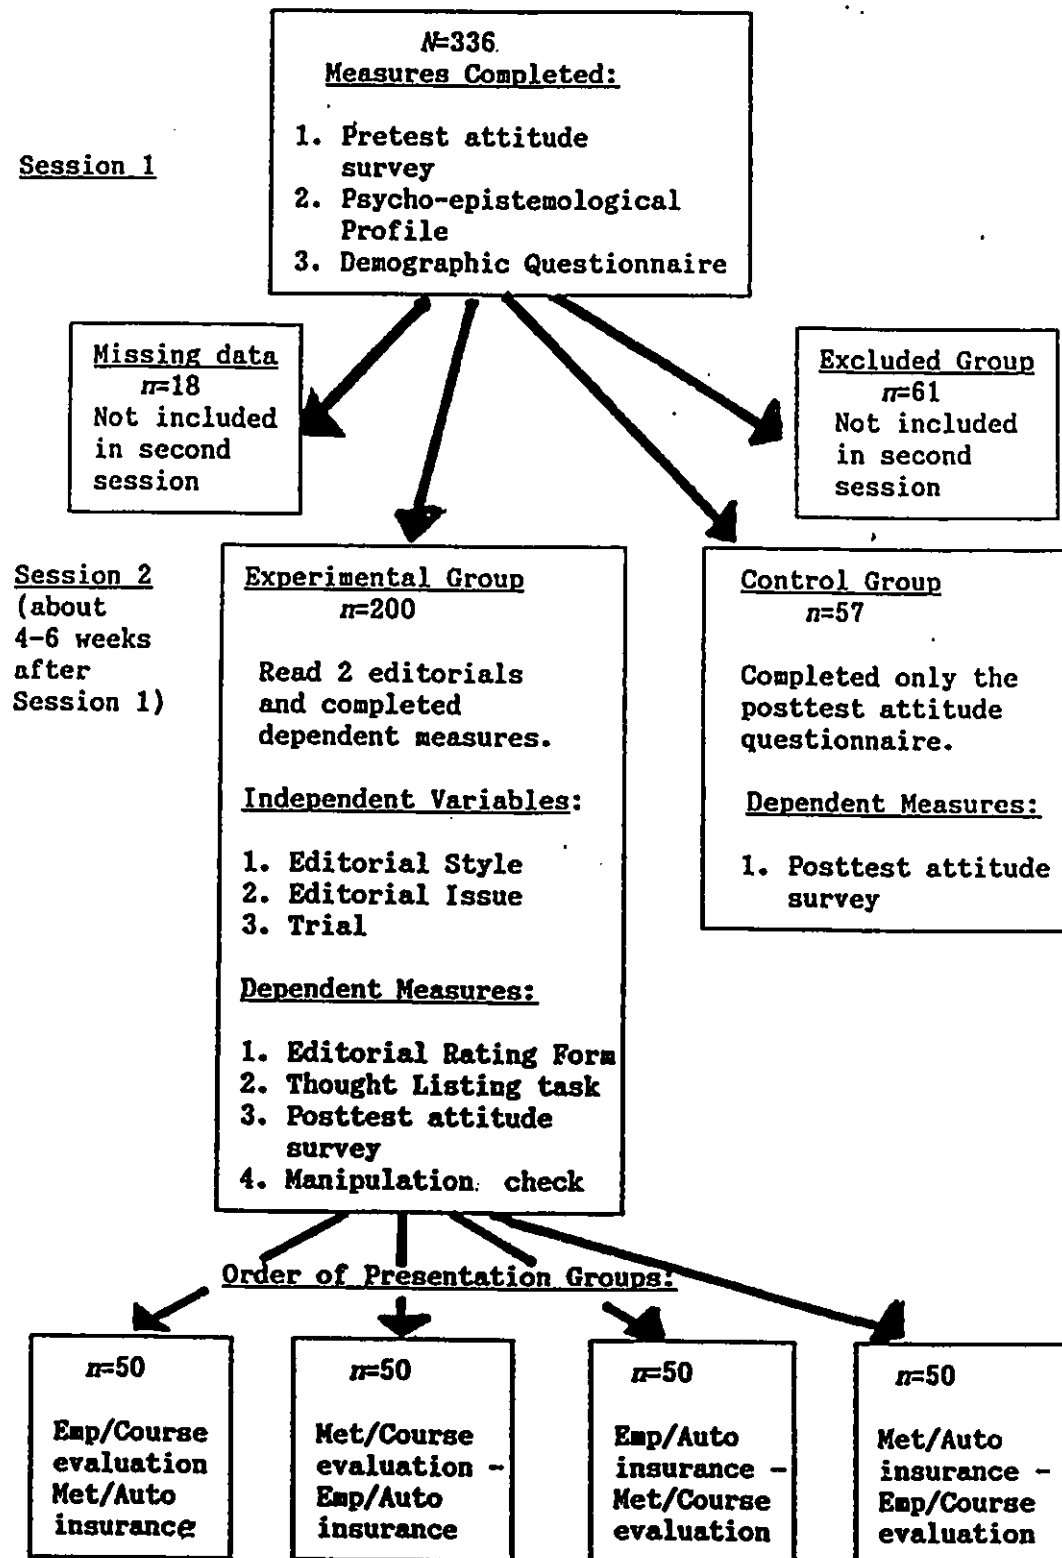 N=336
Measures Completed:
1. Pretest attitude
survey
2. Psycho-epistemological
Profile
3. Demographic Questionnaire
Session 1
Missing data
n=18
Not included
in second
session
Excluded Group
n=61
Not included
in second
session
Session 2
(about
4-6 weeks
after
Session 1)
Experimental Group
n=200
Read 2 editorials
and completed
dependent measures.
Independent Variables:
1. Editorial Style
2. Editorial Issue
3. Trial
Dependent Measures:
1. Editorial Rating Form
2. Thought Listing task
3. Posttest attitude
survey
4. Manipulation check
Control Group
n=57
Completed only the
posttest attitude
questionnaire.
Dependent Measures:
1. Posttest attitude
survey
Order of Presentation Groups:
n=50
Emp/Course
evaluation
Met/Auto
insurance
n=50
Met/Course
evaluation -
Emp/Auto
insurance
n=50
Emp/Auto
insurance -
Met/Course
evaluation
n=50
Met/Auto
insurance -
Emp/Course
evaluation